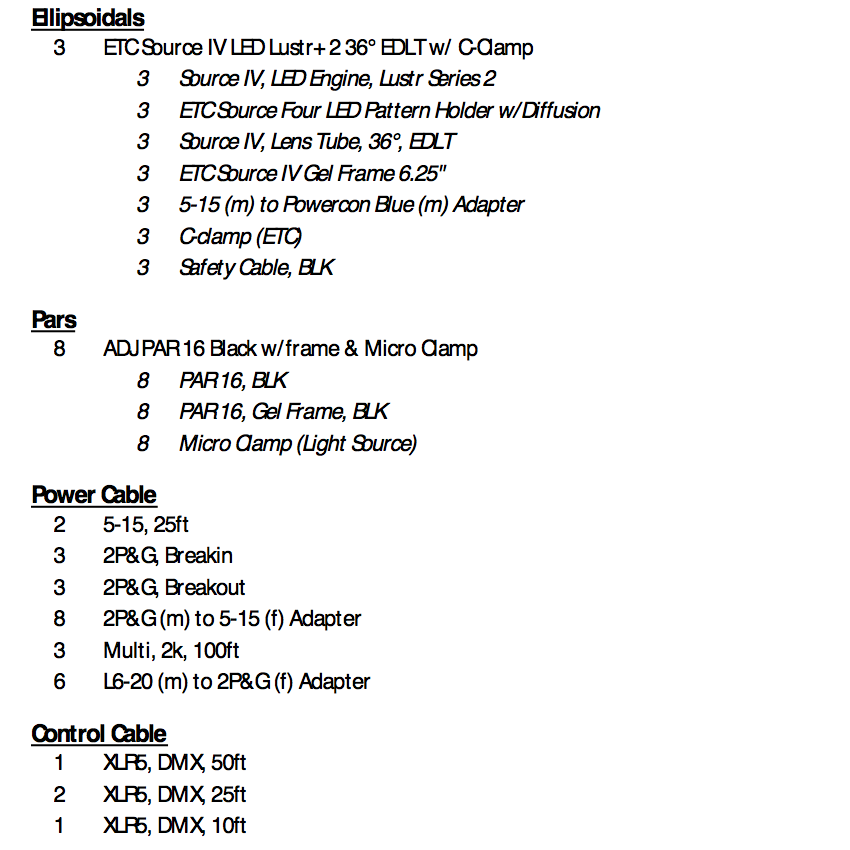 Ellipsoidals
3 ETC Source IV LED Lustr+ 2 36° EDLT w/ C-Clamp
3 Source IV, LED Engine, Lustr Series 2
3 ETC Source Four LED Pattern Holder w/Diffusion
3 Source IV, Lens Tube, 36°, EDLT
3 ETC Source IV Gel Frame 6.25"
3 5-15 (m) to Powercon Blue (m) Adapter
3 C-clamp (ETC)
3 Safety Cable, BLK
Pars
8 ADJ PAR 16 Black w/frame & Micro Clamp
8 PAR 16, BLK
8 PAR 16, Gel Frame, BLK
8 Micro Clamp (Light Source)
Power Cable
2 5-15, 25ft
3 2P&G, Breakin
3 2P&G, Breakout
8 2P&G (m) to 5-15 (f) Adapter
3 Multi, 2k, 100ft
6 L6-20 (m) to 2P&G (f) Adapter
Control Cable
1 XLR5, DMX, 50ft
2 XLR5, DMX, 25ft
1 XLR5, DMX, 10ft